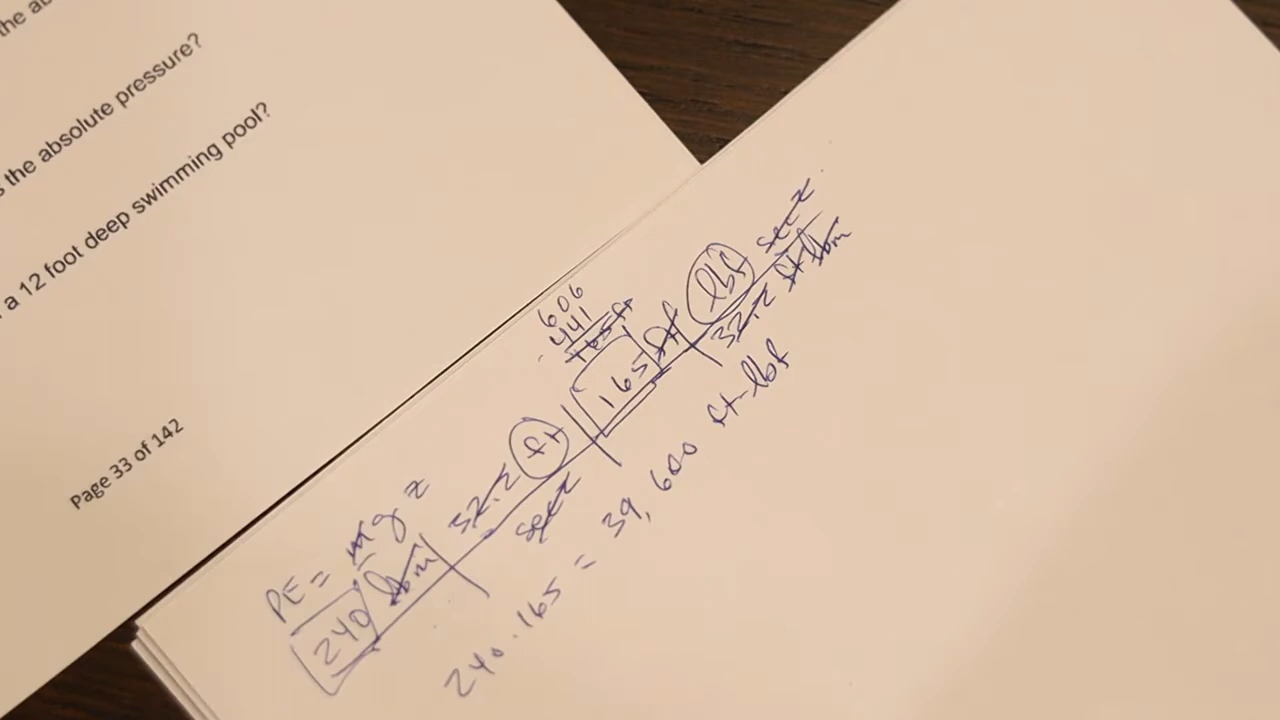 the
s the absolute pressure?
a 12 foot deep swimming pool?
Page 33 of 142
PE = mgz
606
441
165 ft
240 lbm 32.2 ft 165 ft lbf sec2
sec2 32.2 ft lbm
240 . 165 = 39,600 ft-lbf